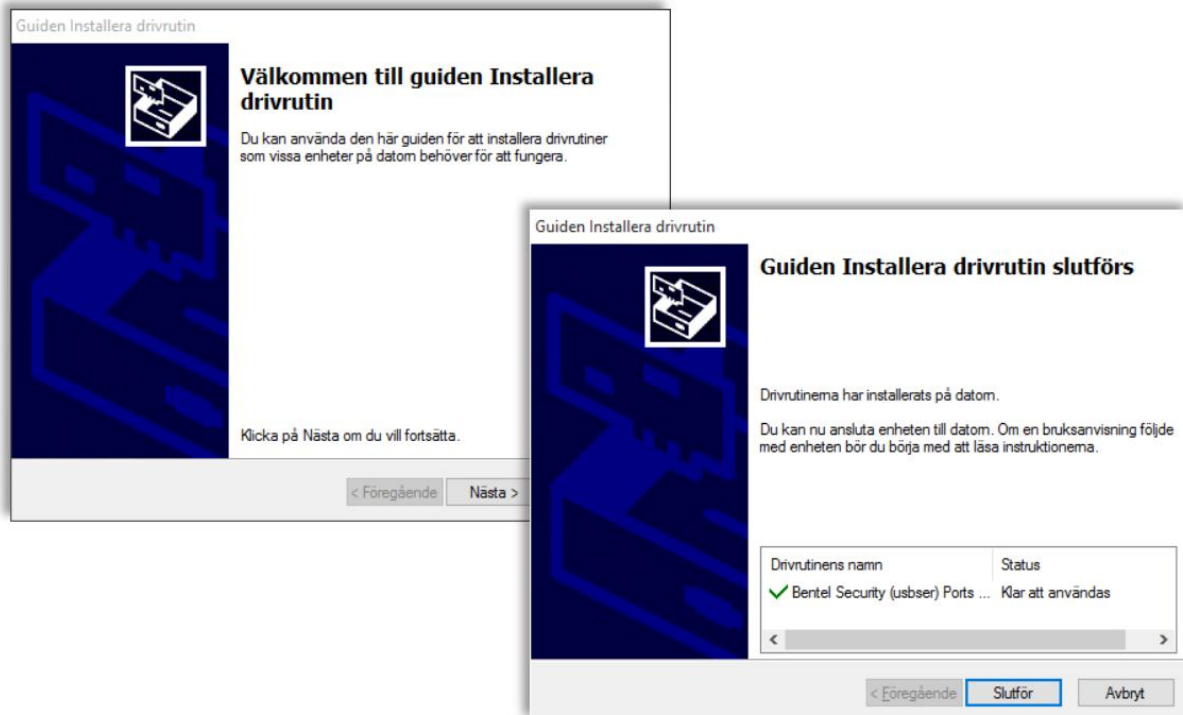 Guiden Installera drivrutin
Välkommen till guiden Installera
drivrutin
Du kan använda den här guiden för att installera drivrutiner
som vissa enheter på datorn behöver för att fungera.
Klicka på Nästa om du vill fortsätta.
< Föregående
Nästa >
Guiden Installera drivrutin
Guiden Installera drivrutin slutförs
Drivrutinerna har installerats på datorn.
Du kan nu ansluta enheten till datorn. Om en bruksanvisning följde
med enheten bör du börja med att läsa instruktionerna.
Drivrutinens namn Status
Bentel Security (usbser) Ports ... Klar att användas
< Föregående Slutför Avbryt